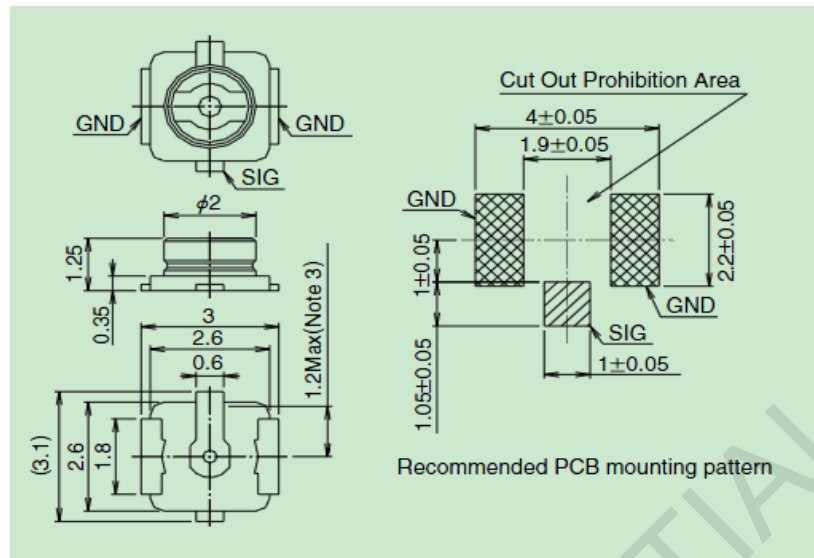 GND
GND
SIG
ϕ2
1.25
0.35
3
2.6
0.6
1.2Max(Note 3)
(3.1)
2.6
1.8
Cut Out Prohibition Area
4±0.05
1.9±0.05
GND
1±0.05
2.2±0.05
GND
SIG
1.05±0.05
1±0.05
Recommended PCB mounting pattern
TIAL